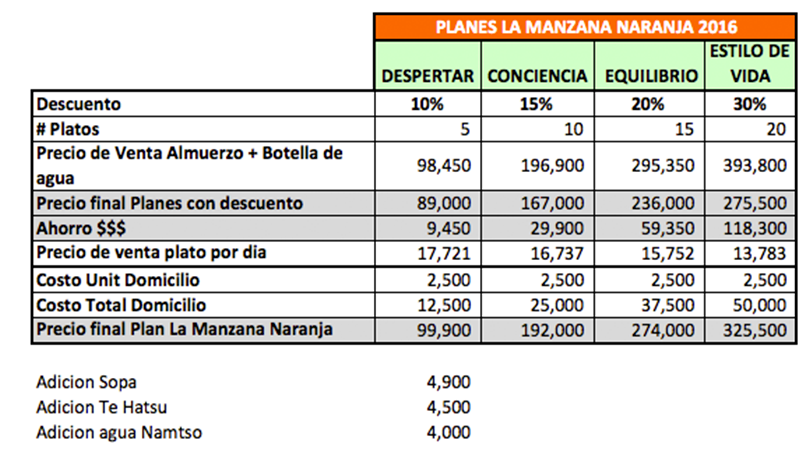 PLANES LA MANZANA NARANJA 2016
DESPERTAR CONCIENCIA EQUILIBRIO ESTILO DE VIDA
Descuento 10% 15% 20% 30%
# Platos 5 10 15 20
Precio de Venta Almuerzo + Botella de agua 98,450 196,900 295,350 393,800
Precio final Planes con descuento 89,000 167,000 236,000 275,500
Ahorro $$$ 9,450 29,900 59,350 118,300
Precio de venta plato por dia 17,721 16,737 15,752 13,783
Costo Unit Domicilio 2,500 2,500 2,500 2,500
Costo Total Domicilio 12,500 25,000 37,500 50,000
Precio final Plan La Manzana Naranja 99,900 192,000 274,000 325,500
Adicion Sopa 4,900
Adicion Te Hatsu 4,500
Adicion agua Namtso 4,000